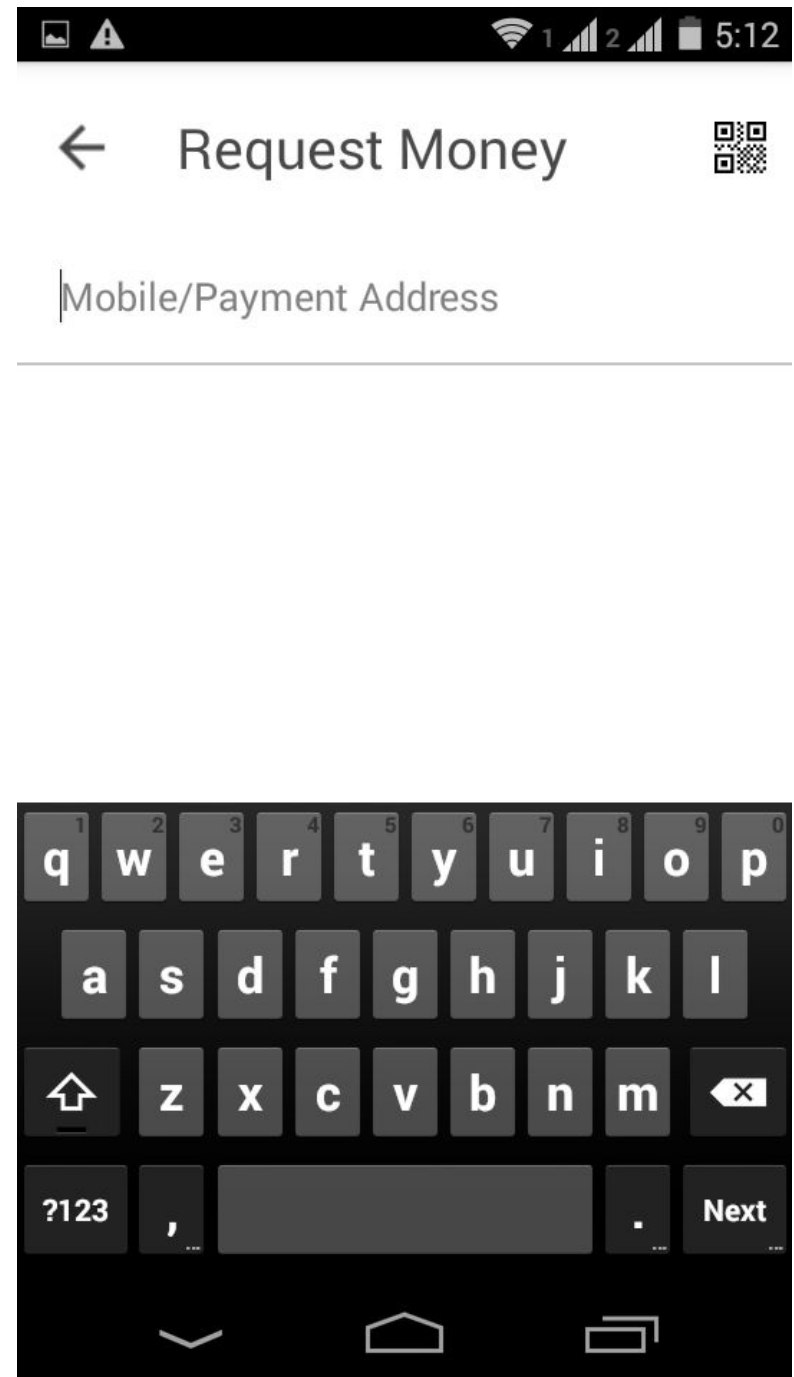 1 2 5:12
Request Money
Mobile/Payment Address
1 2 3 4 5 6 7 8 9 0
q w e r t y u i o p
a s d f g h j k l
z x c v b n m
?123 , . Next